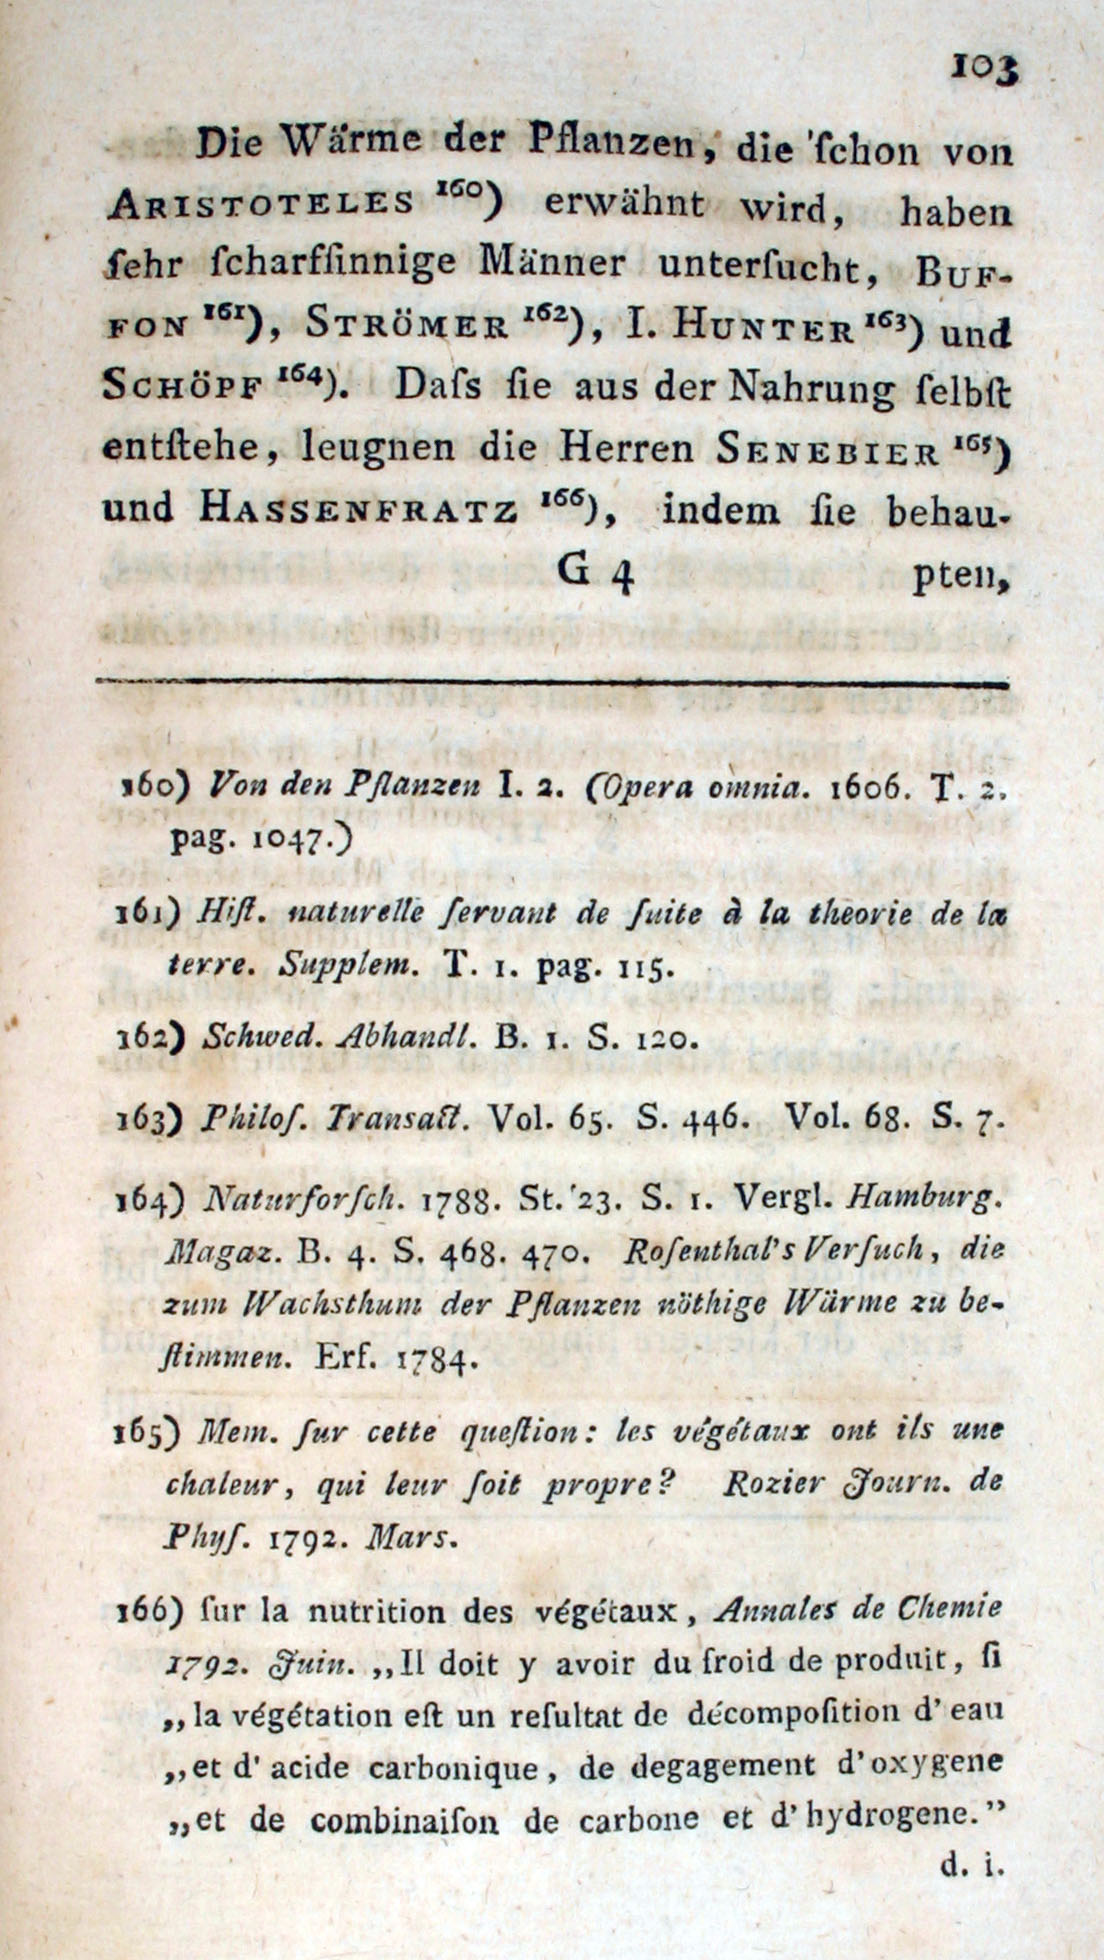 103
Die Wärme der Pflanzen, die ſchon von
ARISTOTELES ¹⁶⁰) erwähnt wird, haben
ſehr ſcharfſinnige Männer unterſucht, BUF-
FON ¹⁶¹), STRÖMER ¹⁶²), I. HUNTER ¹⁶³) und
SCHÖPF ¹⁶⁴). Daſs ſie aus der Nahrung ſelbſt
entſtehe, leugnen die Herren SENEBIER ¹⁶⁵)
und HASSENFRATZ ¹⁶⁶), indem ſie behau-
G 4 pten,
160) Von den Pflanzen I. 2. (Opera omnia. 1606. T. 2.
pag. 1047.)
161) Hiſt. naturelle ſervant de ſuite à la theorie de la
terre. Supplem. T. 1. pag. 115.
162) Schwed. Abhandl. B. 1. S. 120.
163) Philoſ. Transact. Vol. 65. S. 446. Vol. 68. S. 7.
164) Naturforſch. 1788. St. 23. S. 1. Vergl. Hamburg.
Magaz. B. 4. S. 468. 470. Roſenthal's Verſuch, die
zum Wachsthum der Pflanzen nöthige Wärme zu be-
ſtimmen. Erf. 1784.
165) Mem. ſur cette queſtion: les végétaux ont ils une
chaleur, qui leur ſoit propre? Rozier Journ. de
Phyſ. 1792. Mars.
166) ſur la nutrition des végétaux, Annales de Chemie
1792. Juin. „Il doit y avoir du froid de produit, ſi
„la végétation eſt un reſultat de décompoſition d' eau
„et d' acide carbonique, de degagement d' oxygene
„et de combinaiſon de carbone et d' hydrogene.”
d. i.